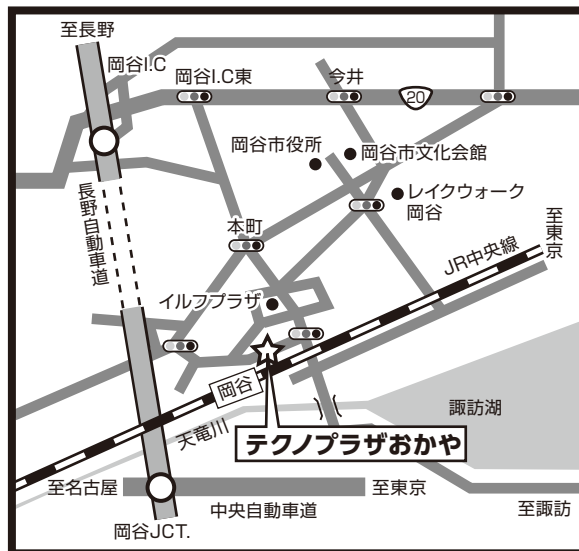 至長野
岡谷I.C
岡谷I.C東
今井
20
岡谷市役所
岡谷市文化会館
レイクウォーク
岡谷
長野自動車道
本町
至東京
JR中央線
イルフプラザ
岡谷
諏訪湖
天竜川
テクノプラザおかや
至名古屋
至東京
中央自動車道
至諏訪
岡谷JCT.